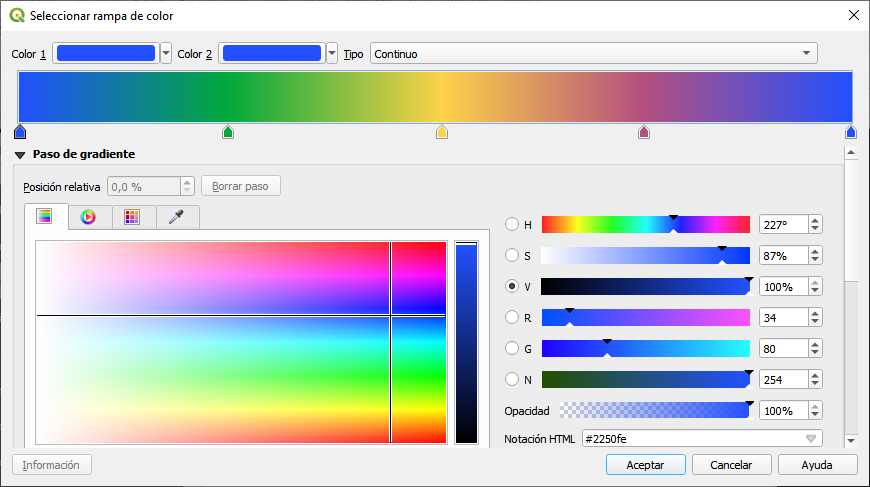 Seleccionar rampa de color
Color 1 Color 2 Tipo Continuo
Paso de gradiente
Posición relativa 0,0 % Borrar paso
H 227°
S 87%
V 100%
R 34
G 80
N 254
Opacidad 100%
Notación HTML #2250fe
Información Aceptar Cancelar Ayuda